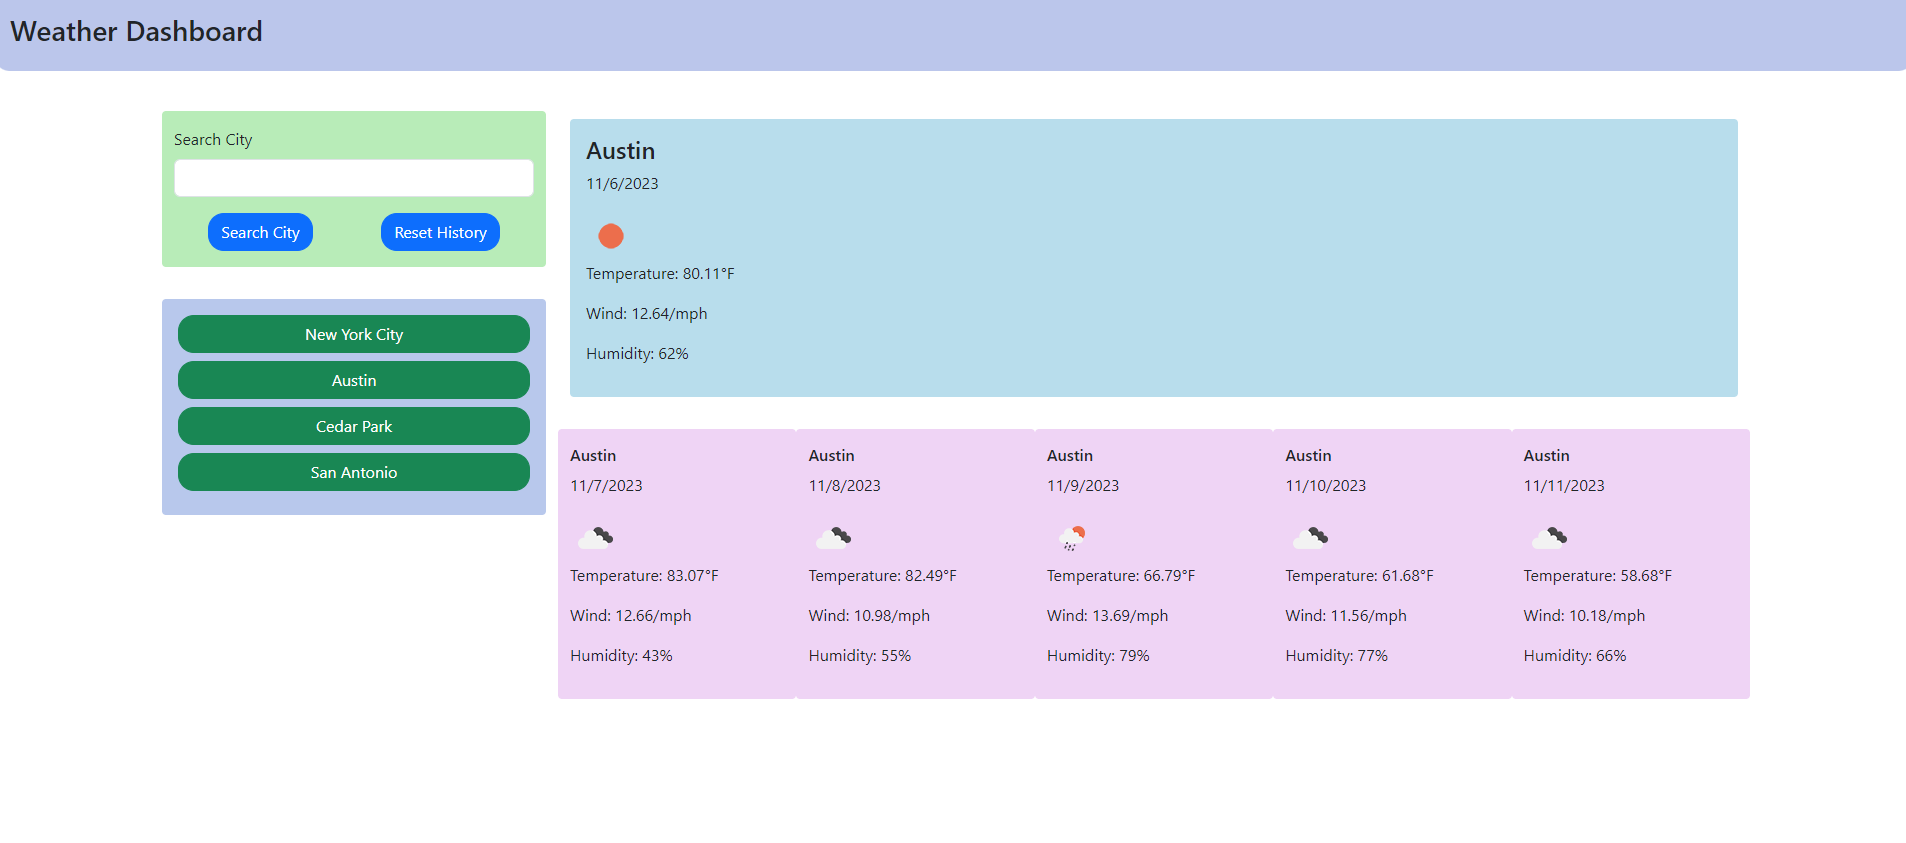 Weather Dashboard
Search City
Search City
Reset History
New York City
Austin
Cedar Park
San Antonio
Austin
11/6/2023
Temperature: 80.11°F
Wind: 12.64/mph
Humidity: 62%
Austin
11/7/2023
Temperature: 83.07°F
Wind: 12.66/mph
Humidity: 43%
Austin
11/8/2023
Temperature: 82.49°F
Wind: 10.98/mph
Humidity: 55%
Austin
11/9/2023
Temperature: 66.79°F
Wind: 13.69/mph
Humidity: 79%
Austin
11/10/2023
Temperature: 61.68°F
Wind: 11.56/mph
Humidity: 77%
Austin
11/11/2023
Temperature: 58.68°F
Wind: 10.18/mph
Humidity: 66%